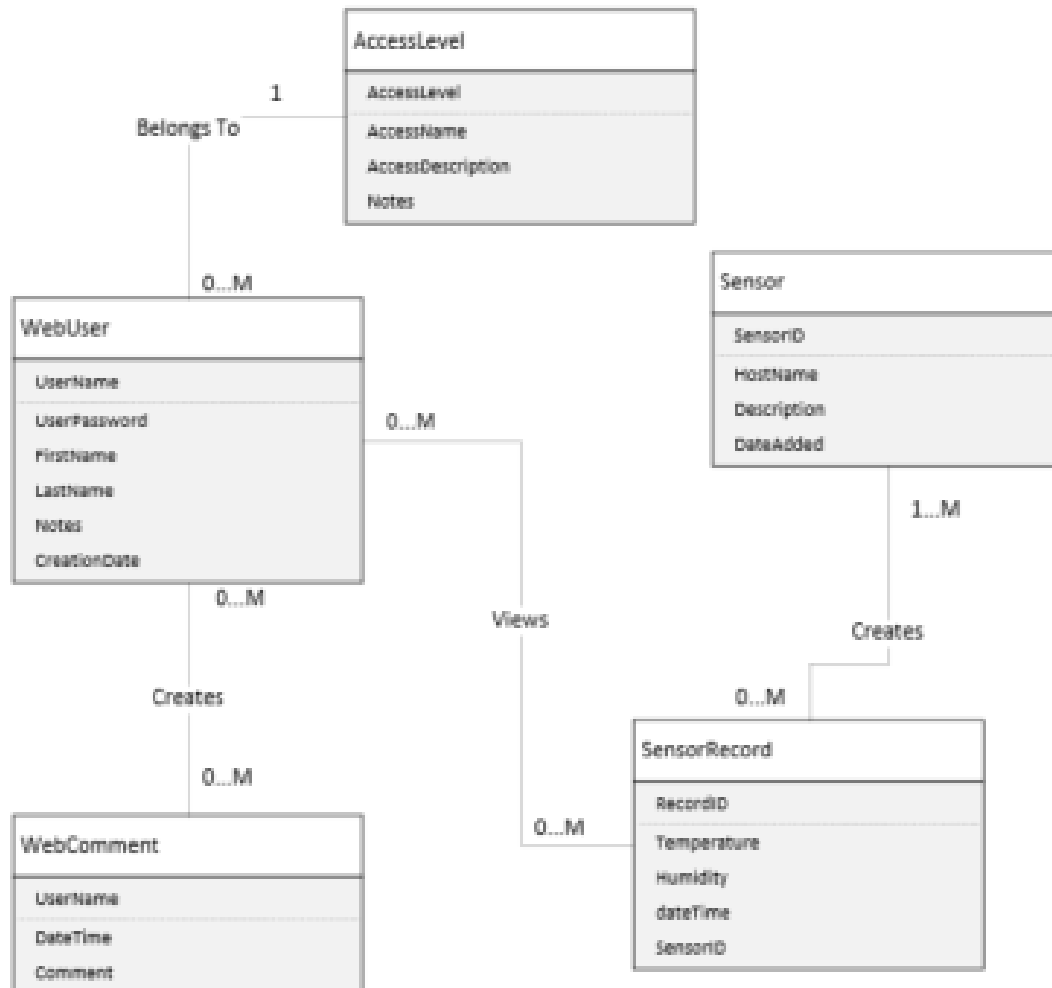 AccessLevel
AccessLevel
AccessName
AccessDescription
Notes
1
Belongs To
0...M
WebUser
UserName
UserPassword
FirstName
LastName
Notes
CreationDate
0...M
Sensor
SensorID
HostName
Description
DateAdded
1...M
0...M
Views
Creates
Creates
0...M
0...M
SensorRecord
RecordID
Temperature
Humidity
dateTime
SensorID
0...M
WebComment
UserName
DateTime
Comment